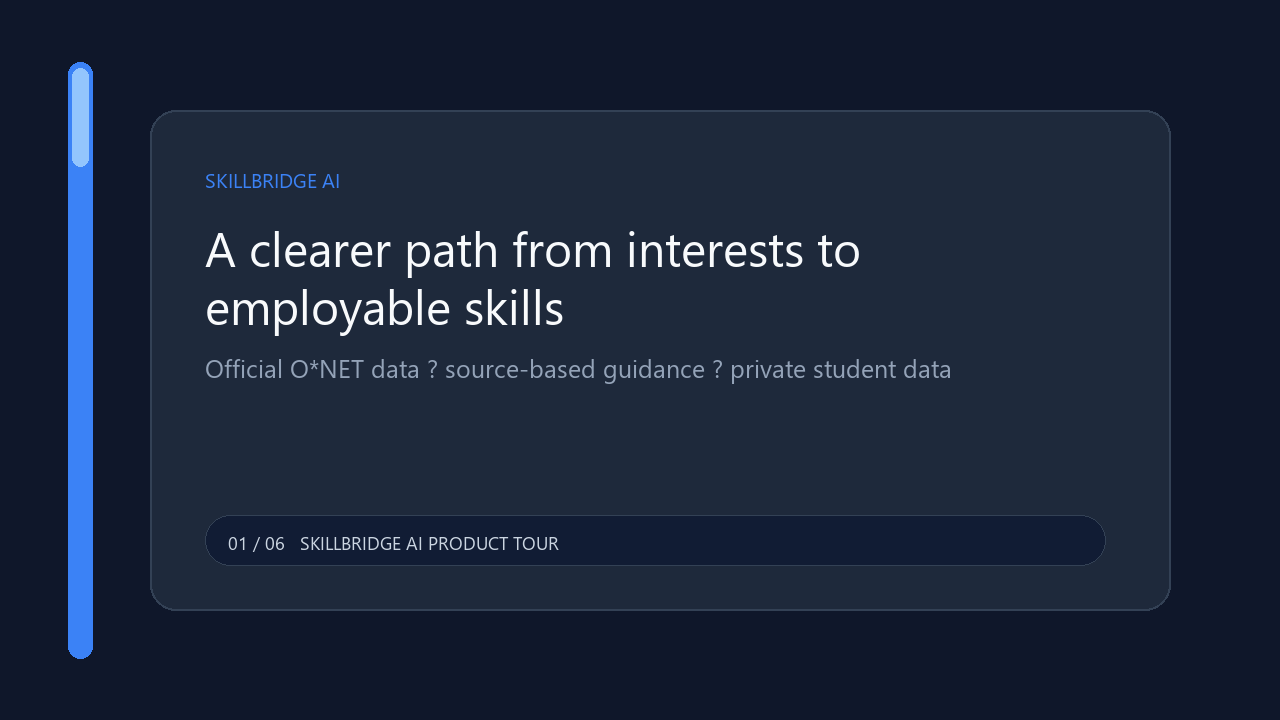 SKILLBRIDGE AI
A clearer path from interests to
employable skills
Official O*NET data ? source-based guidance ? private student data
01 / 06 SKILLBRIDGE AI PRODUCT TOUR